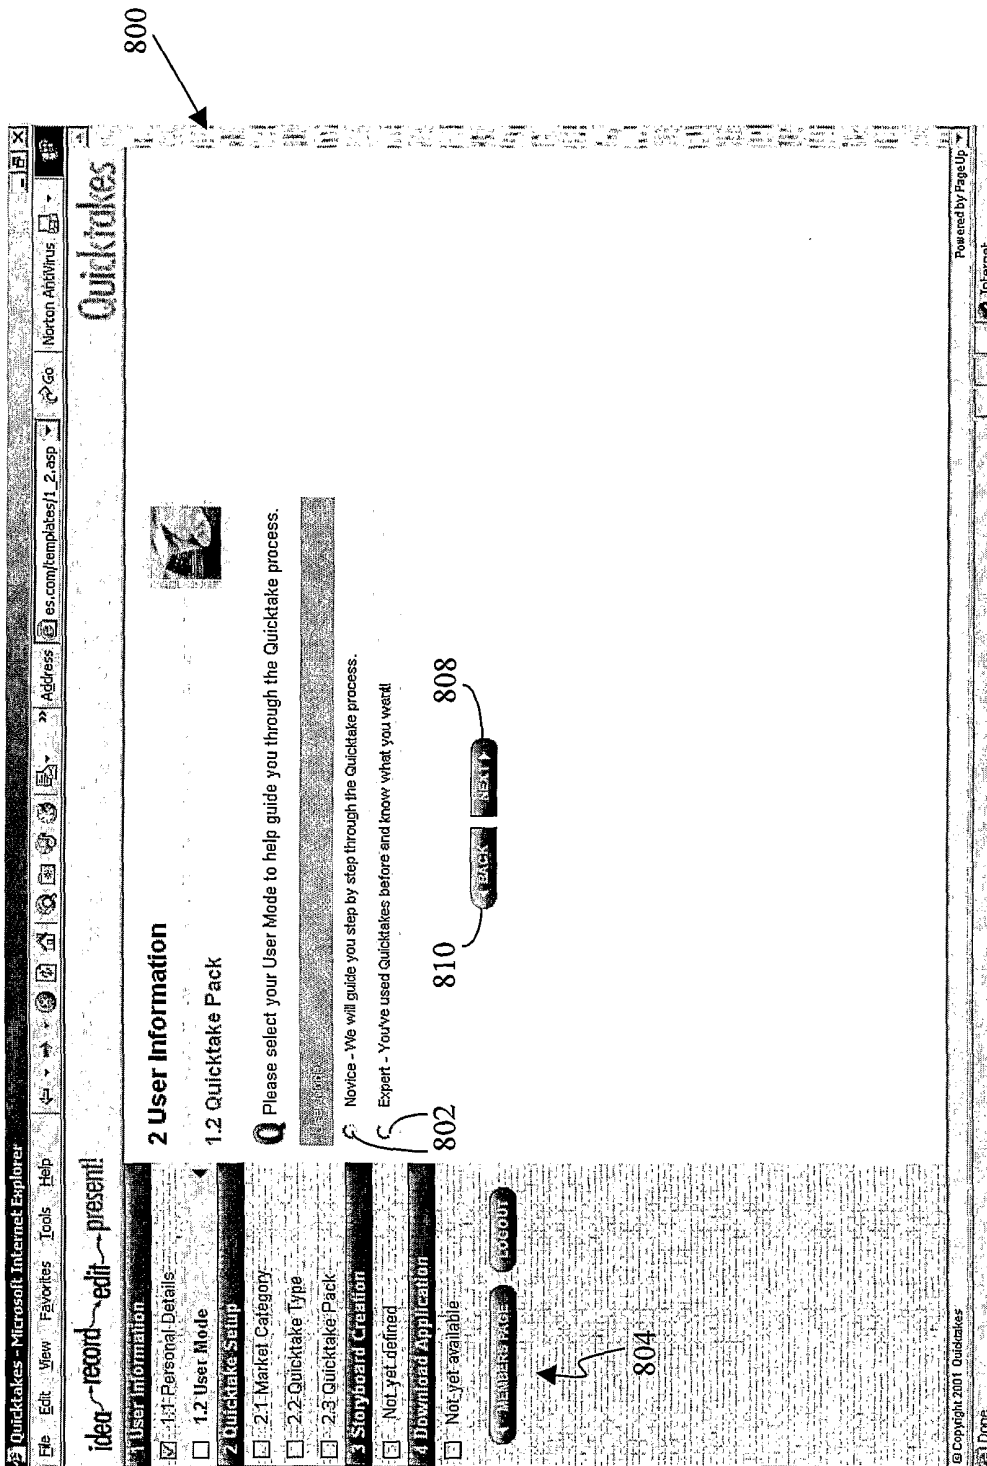 Quicktakes - Microsoft Internet Explorer
File Edit View Favorites Tools Help
Address es.com/templates/1_2.asp Go Norton AntiVirus
idea record edit present!
Quicktakes
1 User Information
1.1 Personal Details
1.2 User Mode
2 Quicktake Setup
2.1 Market Category
2.2 Quicktake Type
2.3 Quicktake Pack
3 Storyboard Creation
Not yet defined
4 Download Application
Not yet available
MEMBERS PAGE LOGOUT
804
2 User Information
1.2 Quicktake Pack
Q Please select your User Mode to help guide you through the Quicktake process.
Novice - We will guide you step by step through the Quicktake process.
Expert - You've used Quicktakes before and know what you want!
802
BACK NEXT
810
808
800
© Copyright 2001 Quicktakes
Powered by PageUp
Done
Internet